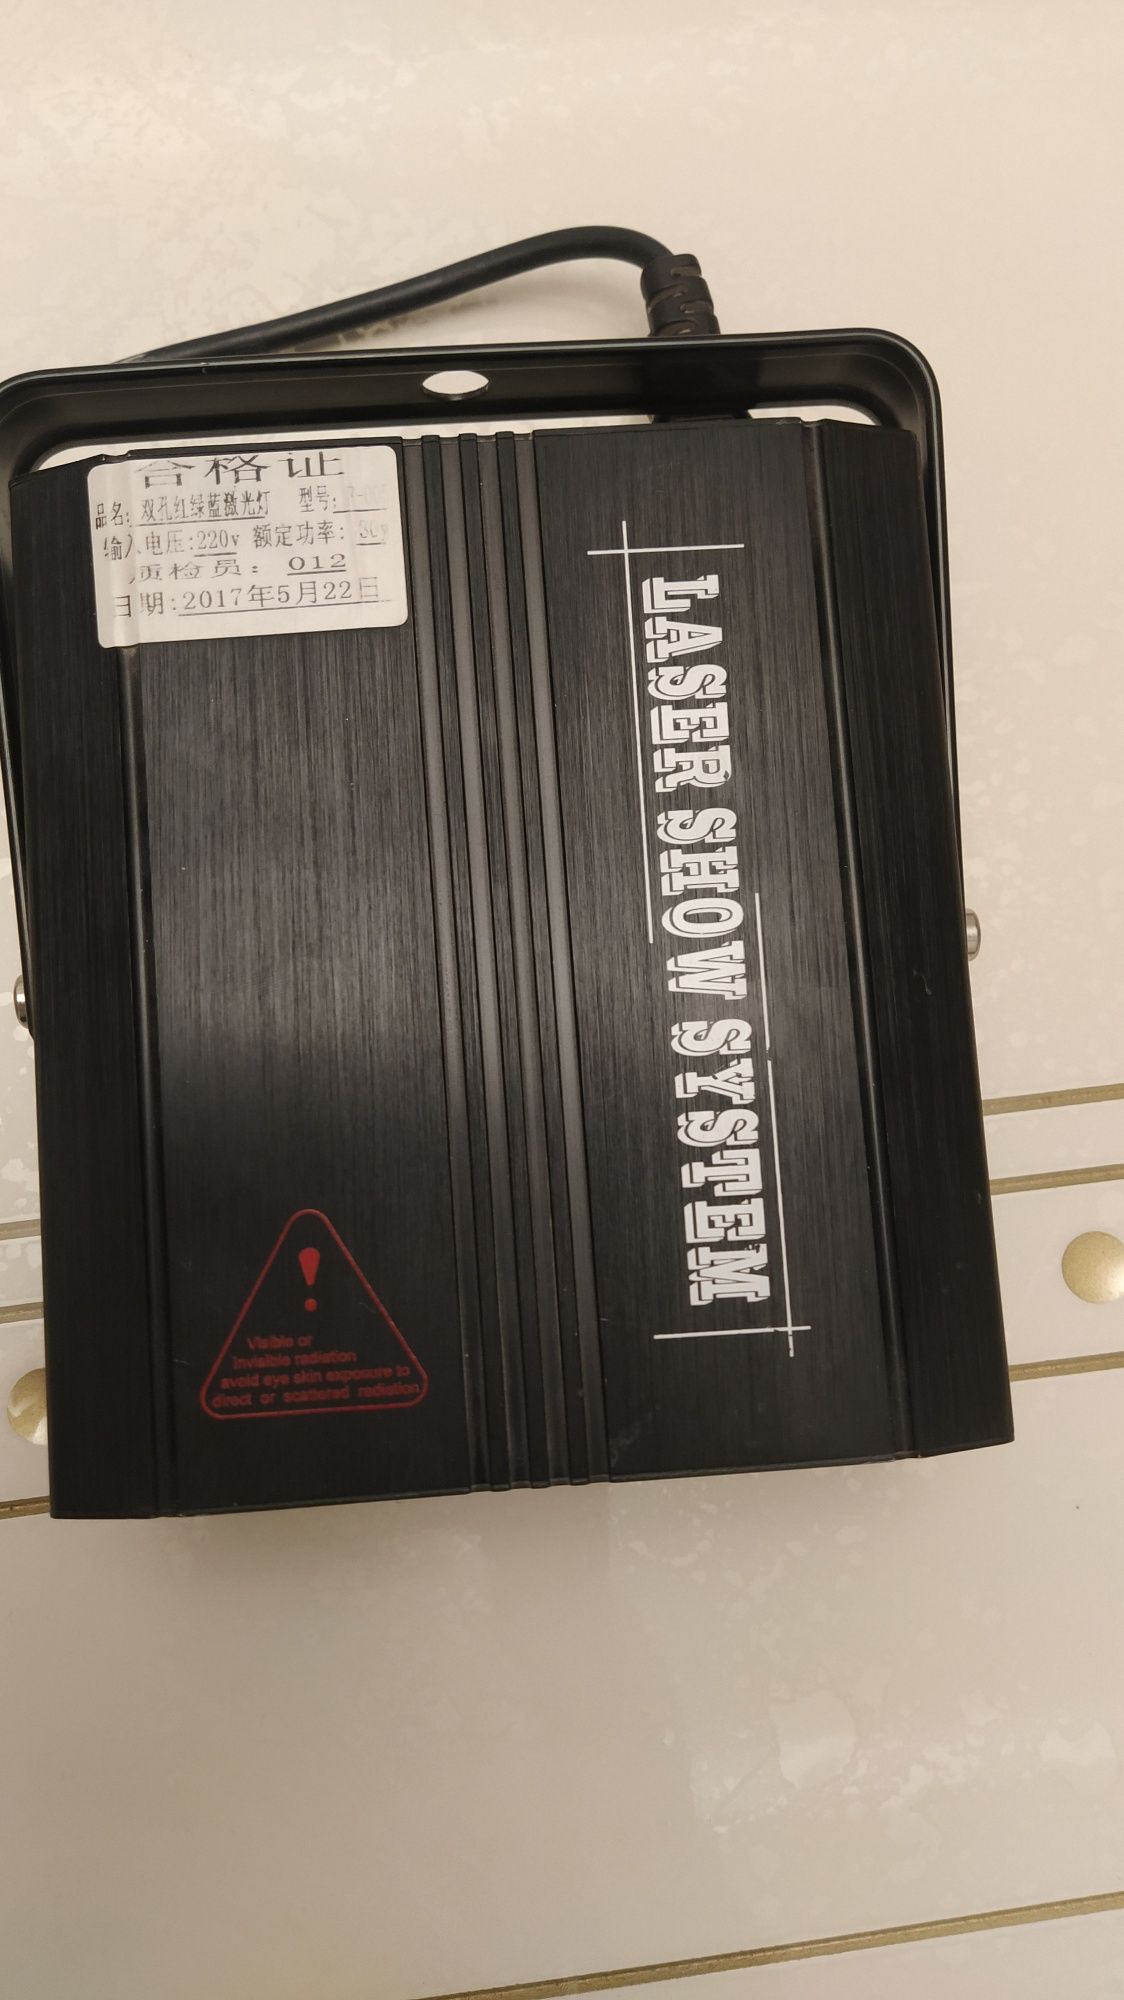 合格证
品名: 双孔红绿蓝激光灯 型号:
输入电压:220v 额定功率: 30w
质检员: 012
日期:2017年5月22日
LASER SHOW SYSTEM
!
Visible or
invisible radiation
avoid eye skin exposure to
direct or scattered radiation